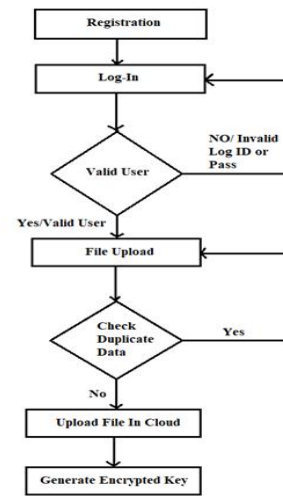 Registration
Log-In
NO/ Invalid
Log ID or
Pass
Valid User
Yes/Valid User
File Upload
Check
Duplicate
Data
Yes
No
Upload File In Cloud
Generate Encrypted Key